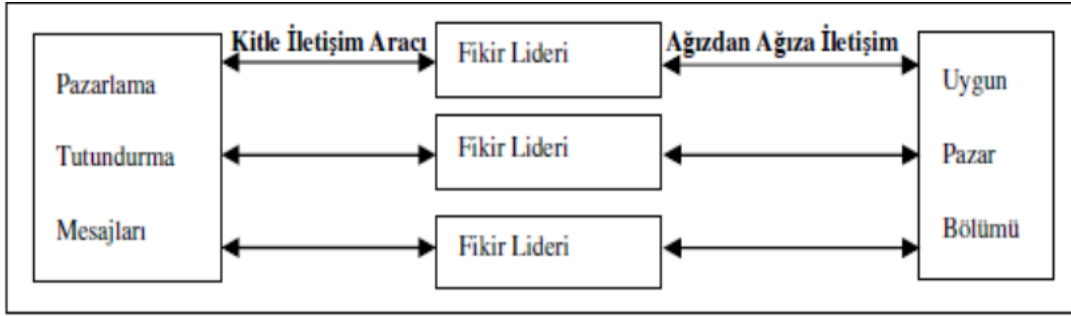 Kitle İletişim Aracı
Ağızdan Ağıza İletişim
Pazarlama
Tutundurma
Mesajları
Fikir Lideri
Fikir Lideri
Fikir Lideri
Uygun
Pazar
Bölümü